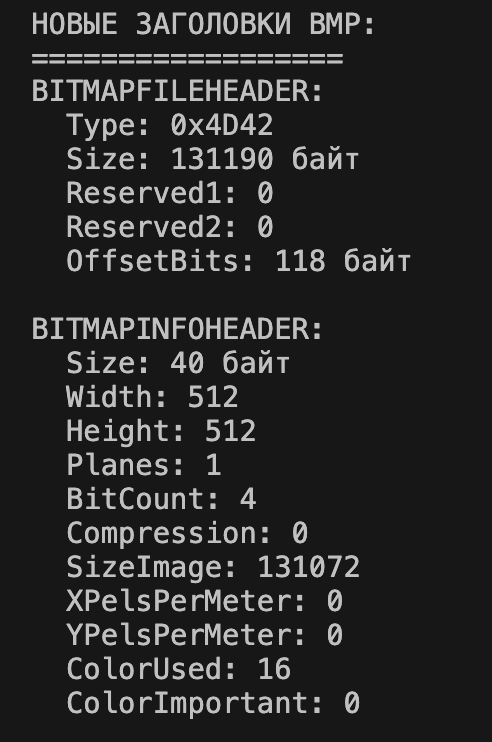 НОВЫЕ ЗАГОЛОВКИ BMP:
==================
BITMAPFILEHEADER:
Type: 0x4D42
Size: 131190 байт
Reserved1: 0
Reserved2: 0
OffsetBits: 118 байт
BITMAPINFOHEADER:
Size: 40 байт
Width: 512
Height: 512
Planes: 1
BitCount: 4
Compression: 0
SizeImage: 131072
XPelsPerMeter: 0
YPelsPerMeter: 0
ColorUsed: 16
ColorImportant: 0